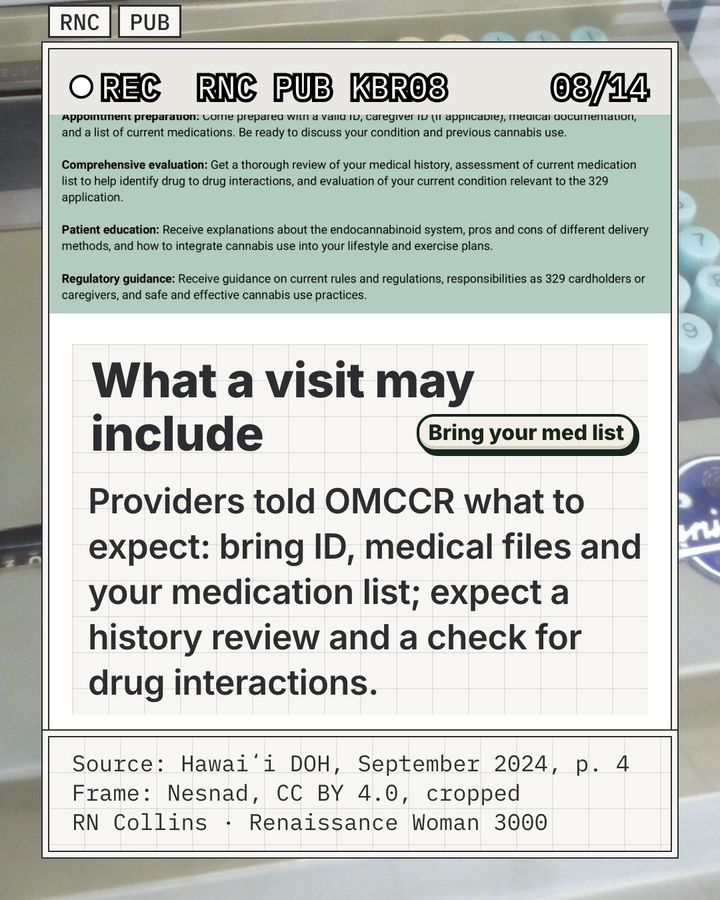 RNC PUB
REC RNC PUB KBR08 08/14
Appointment preparation: Come prepared with a valid ID, caregiver ID (if applicable), medical documentation,
and a list of current medications. Be ready to discuss your condition and previous cannabis use.
Comprehensive evaluation: Get a thorough review of your medical history, assessment of current medication
list to help identify drug to drug interactions, and evaluation of your current condition relevant to the 329
application.
Patient education: Receive explanations about the endocannabinoid system, pros and cons of different delivery
methods, and how to integrate cannabis use into your lifestyle and exercise plans.
Regulatory guidance: Receive guidance on current rules and regulations, responsibilities as 329 cardholders or
caregivers, and safe and effective cannabis use practices.
What a visit may
include
Bring your med list
Providers told OMCCR what to
expect: bring ID, medical files and
your medication list; expect a
history review and a check for
drug interactions.
Source: Hawaiʻi DOH, September 2024, p. 4
Frame: Nesnad, CC BY 4.0, cropped
RN Collins · Renaissance Woman 3000
7
8
9